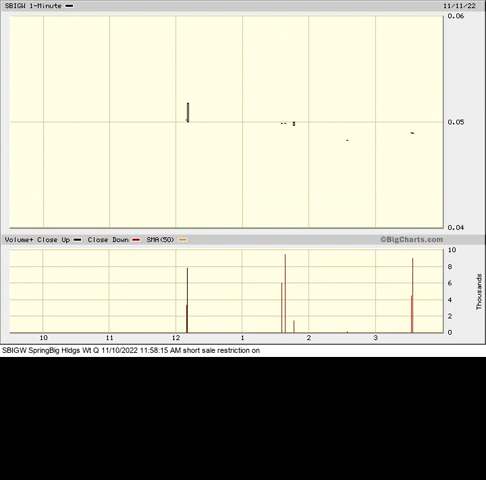 SBIGW 1-Minute 11/11/22
0.06
0.05
0.04
Volume+ Close Up Close Down SMA(50) ©BigCharts.com
10
8
6
4
2
0
Thousands
10 11 12 1 2 3
SBIGW SpringBig Hldgs Wt Q 11/10/2022 11:58:15 AM short sale restriction on